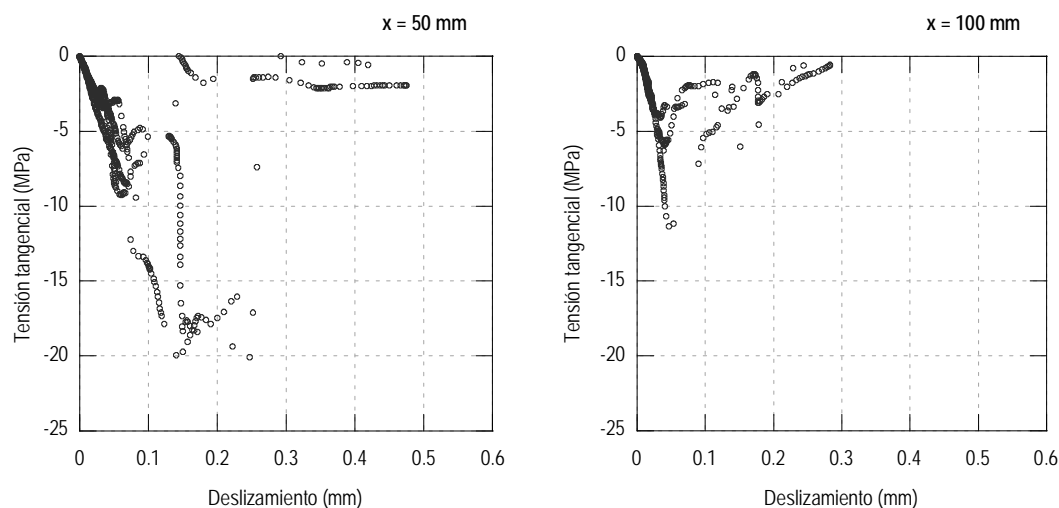 x = 50 mm
0
-5
-10
-15
-20
-25
Tensión tangencial (MPa)
0 0.1 0.2 0.3 0.4 0.5 0.6
Deslizamiento (mm)
x = 100 mm
0
-5
-10
-15
-20
-25
Tensión tangencial (MPa)
0 0.1 0.2 0.3 0.4 0.5 0.6
Deslizamiento (mm)